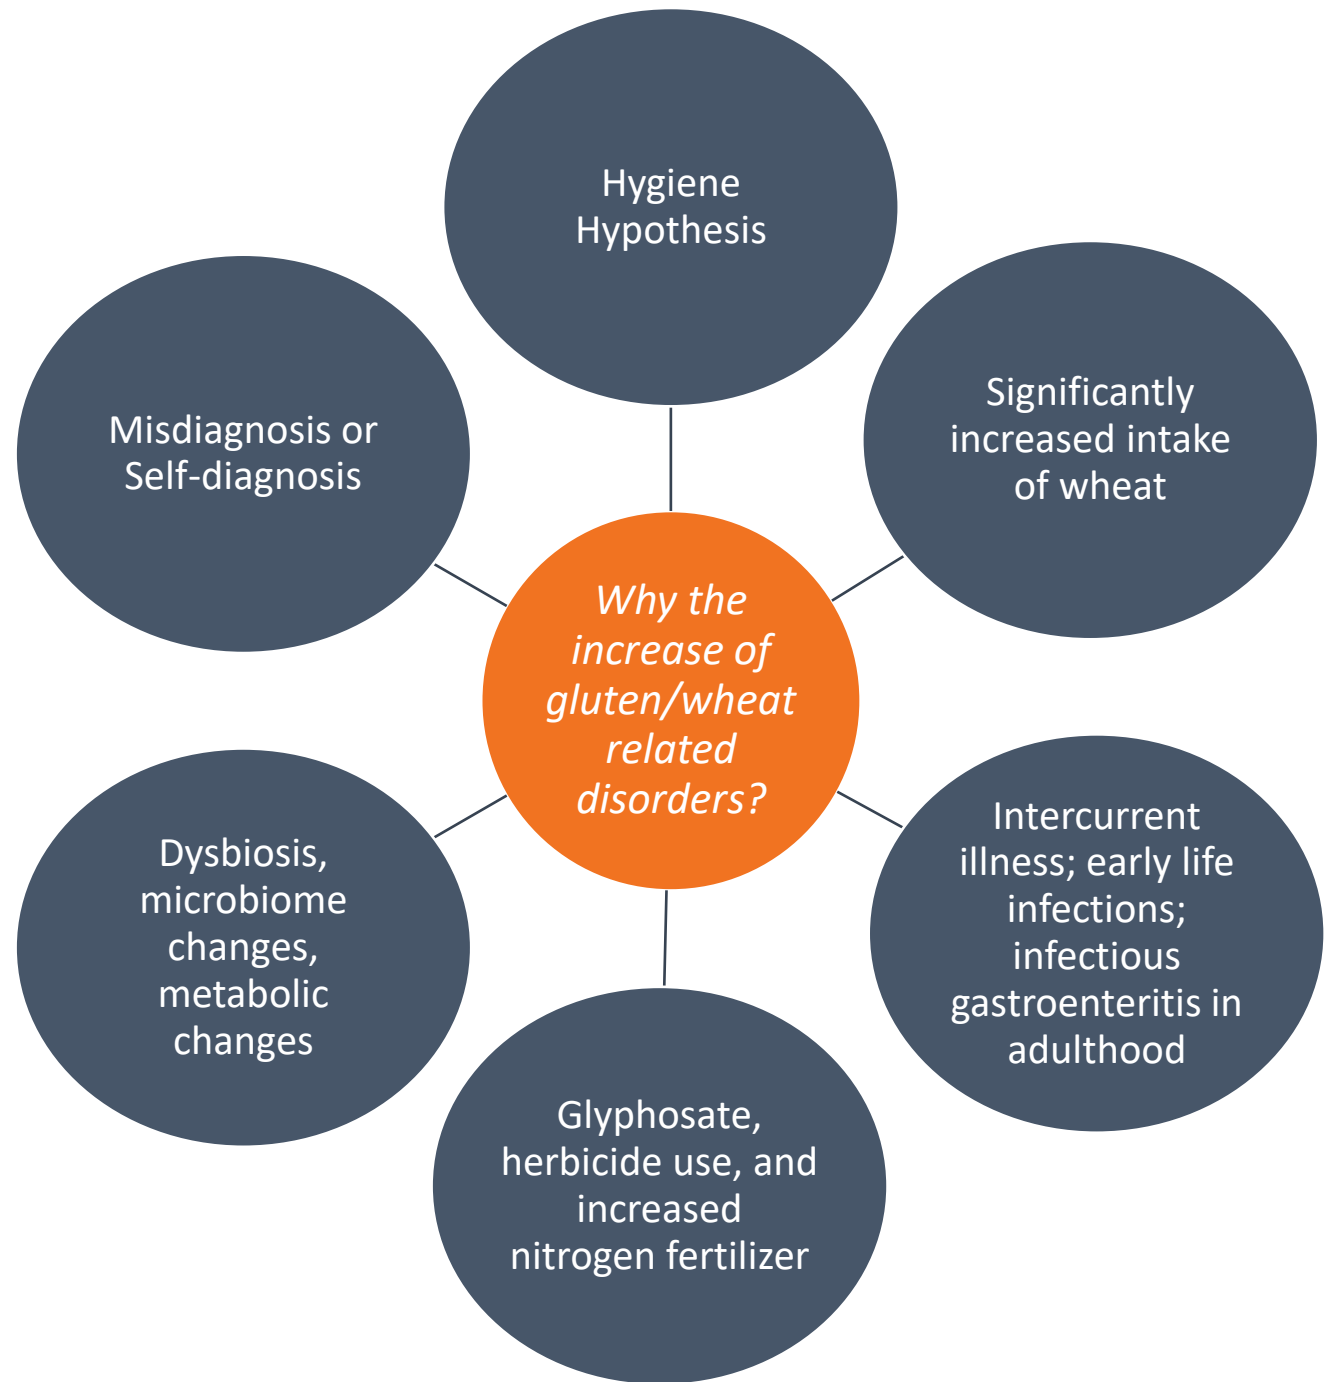 Hygiene
Hypothesis
Significantly
increased intake
of wheat
Misdiagnosis or
Self-diagnosis
Why the
increase of
gluten/wheat
related
disorders?
Intercurrent
illness; early life
infections;
infectious
gastroenteritis in
adulthood
Dysbiosis,
microbiome
changes,
metabolic
changes
Glyphosate,
herbicide use, and
increased
nitrogen fertilizer